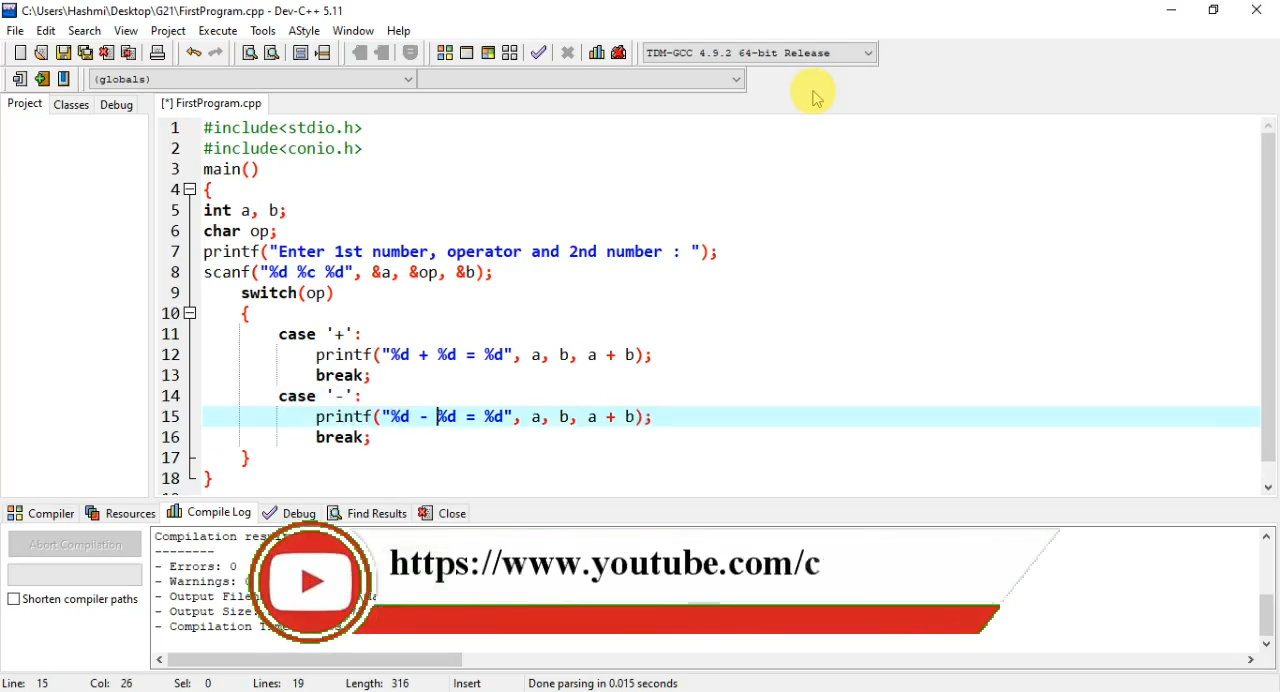 C:\Users\Hashmi\Desktop\G21\FirstProgram.cpp - Dev-C++ 5.11
File Edit Search View Project Execute Tools AStyle Window Help
TDM-GCC 4.9.2 64-bit Release
(globals)
Project Classes Debug [*] FirstProgram.cpp
1 #include<stdio.h>
2 #include<conio.h>
3 main()
4 {
5 int a, b;
6 char op;
7 printf("Enter 1st number, operator and 2nd number : ");
8 scanf("%d %c %d", &a, &op, &b);
9 switch(op)
10 {
11 case '+':
12 printf("%d + %d = %d", a, b, a + b);
13 break;
14 case '-':
15 printf("%d - %d = %d", a, b, a + b);
16 break;
17 }
18 }
Compiler Resources Compile Log Debug Find Results Close
Abort Compilation
Shorten compiler paths
Compilation
--------
- Errors: 0
- Warnings:
- Output
- Output Size
- Compilation
https://www.youtube.com/c
Line: 15 Col: 26 Sel: 0 Lines: 19 Length: 316 Insert Done parsing in 0.015 seconds